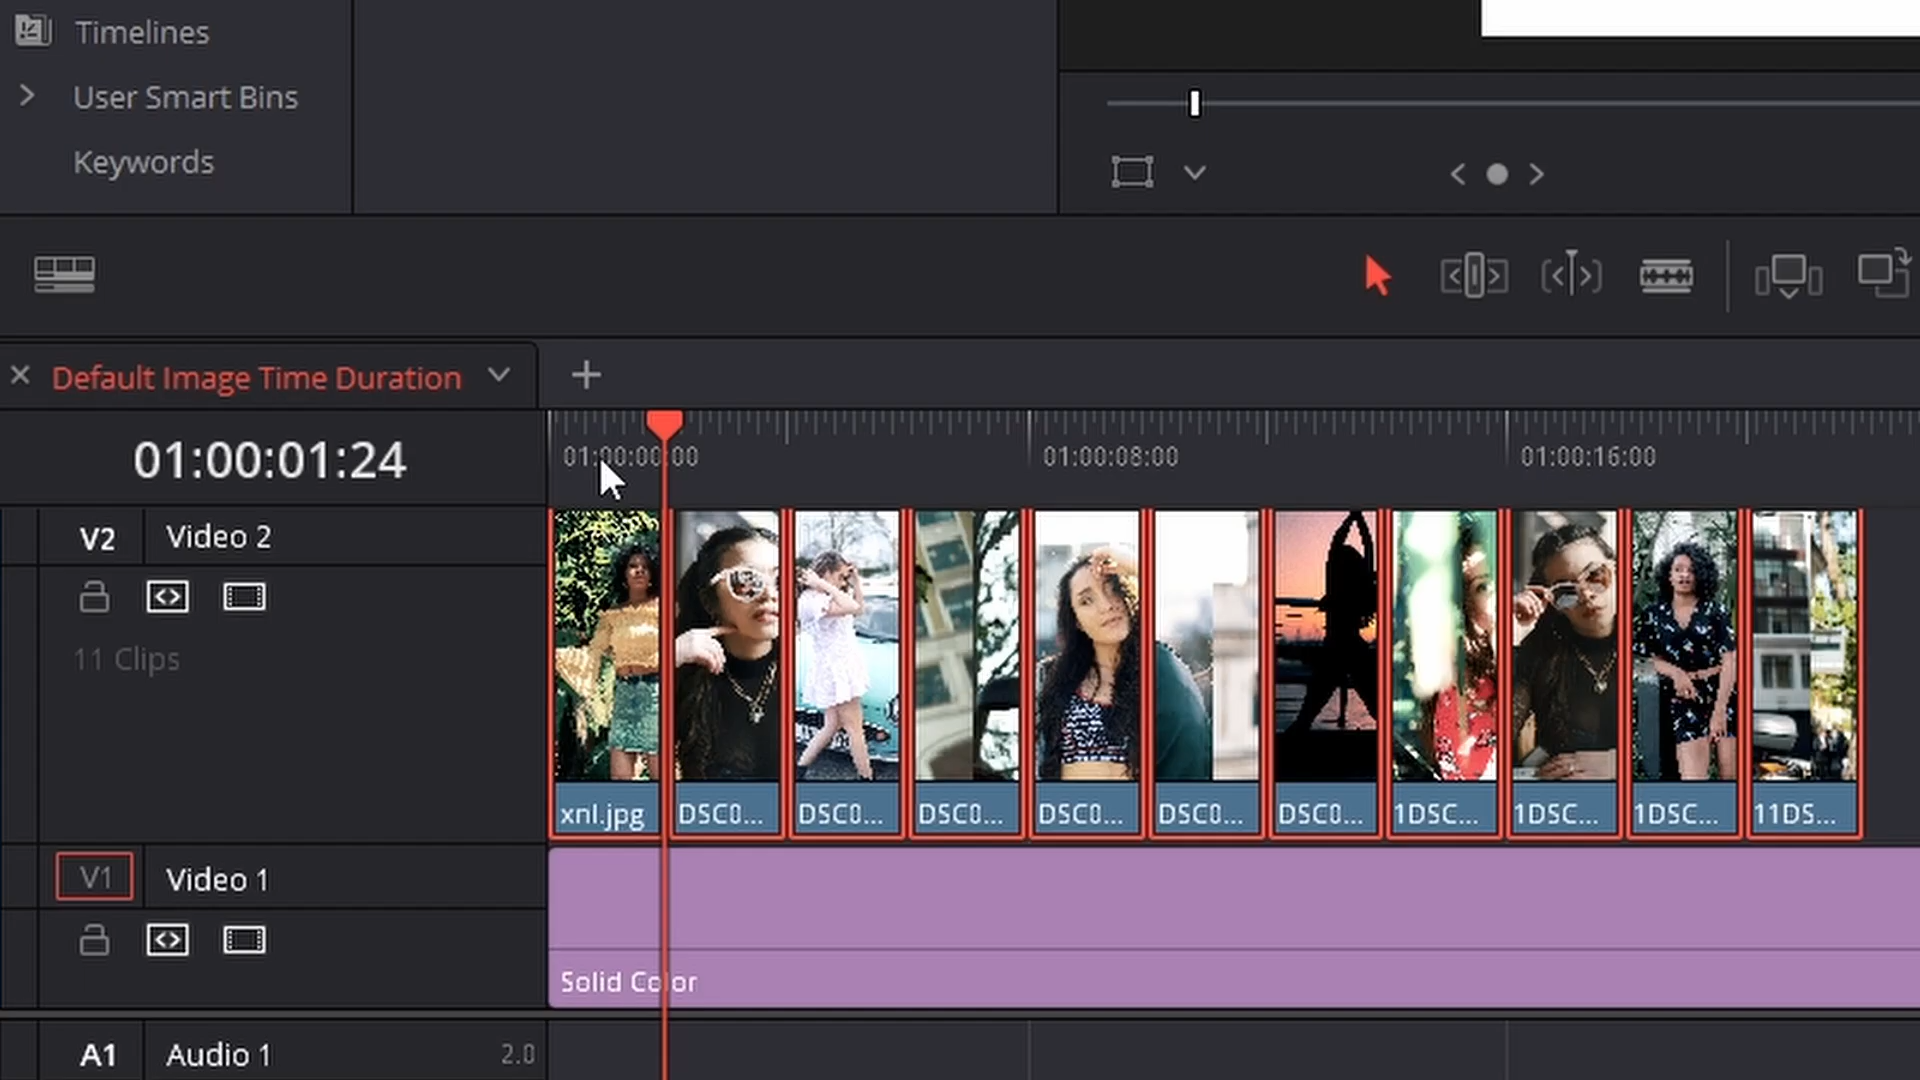 Timelines
User Smart Bins
Keywords
Default Image Time Duration
01:00:01:24
01:00:00:00
01:00:08:00
01:00:16:00
V2
Video 2
11 Clips
xnl.jpg
DSC0...
DSC0...
DSC0...
DSC0...
DSC0...
DSC0...
1DSC...
1DSC...
1DSC...
11DS...
V1
Video 1
Solid Color
A1
Audio 1
2.0